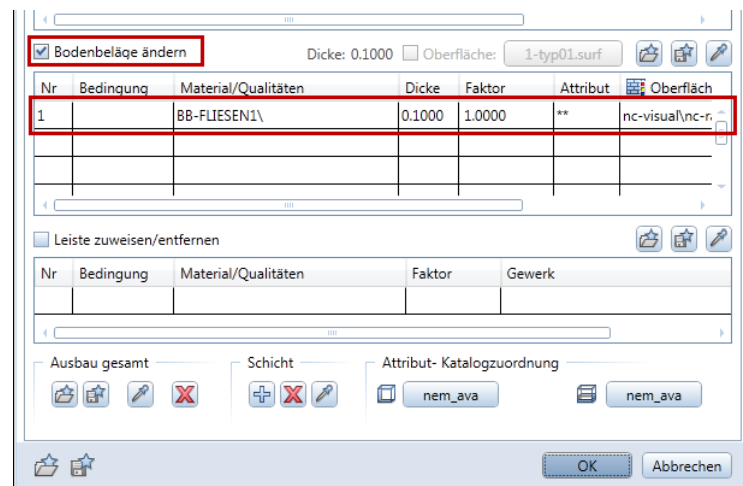 Bodenbeläge ändern Dicke: 0.1000 Oberfläche: 1-typ01.surf
Nr Bedingung Material/Qualitäten Dicke Faktor Attribut Oberfläch
1 BB-FLIESEN1\ 0.1000 1.0000 ** nc-visual\nc-ra
Leiste zuweisen/entfernen
Nr Bedingung Material/Qualitäten Faktor Gewerk
Ausbau gesamt Schicht Attribut- Katalogzuordnung
nem_ava nem_ava
OK Abbrechen